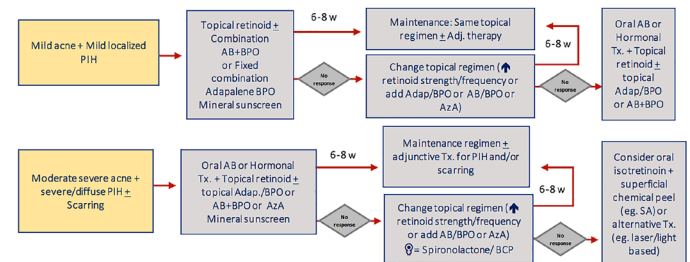 Mild acne + Mild localized
PIH
Topical retinoid ±
Combination
AB+BPO
or Fixed
combination
Adapalene BPO
Mineral sunscreen
6-8 w
No
response
Maintenance: Same topical
regimen ± Adj. therapy
6-8 w
Change topical regimen (
retinoid strength/frequency or
add Adap/BPO or AB/BPO or
AzA)
No
response
Oral AB or
Hormonal
Tx. + Topical
retinoid ±
topical
Adap/BPO
or AB+BPO
Moderate severe acne +
severe/diffuse PIH ±
Scarring
Oral AB or Hormonal
Tx. + Topical retinoid ±
topical Adap./BPO or
AB+BPO or AzA
Mineral sunscreen
6-8 w
No
response
Maintenance regimen ±
adjunctive Tx. for PIH and/or
scarring
6-8 w
Change topical regimen (
retinoid strength/frequency
or add AB/BPO or AzA)
= Spironolactone/ BCP
No
response
Consider oral
isotretinoin +
superficial
chemical peel
(eg. SA) or
alternative Tx.
(eg. laser/light
based)